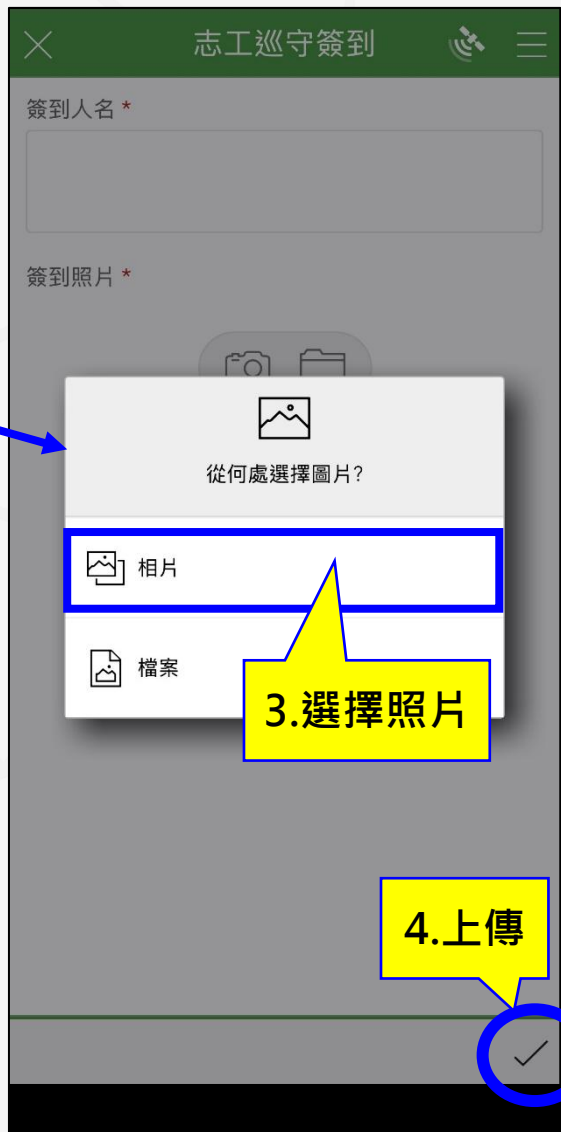 志工巡守簽到
簽到人名 *
簽到照片 *
從何處選擇圖片?
相片
檔案
3.選擇照片
4.上傳